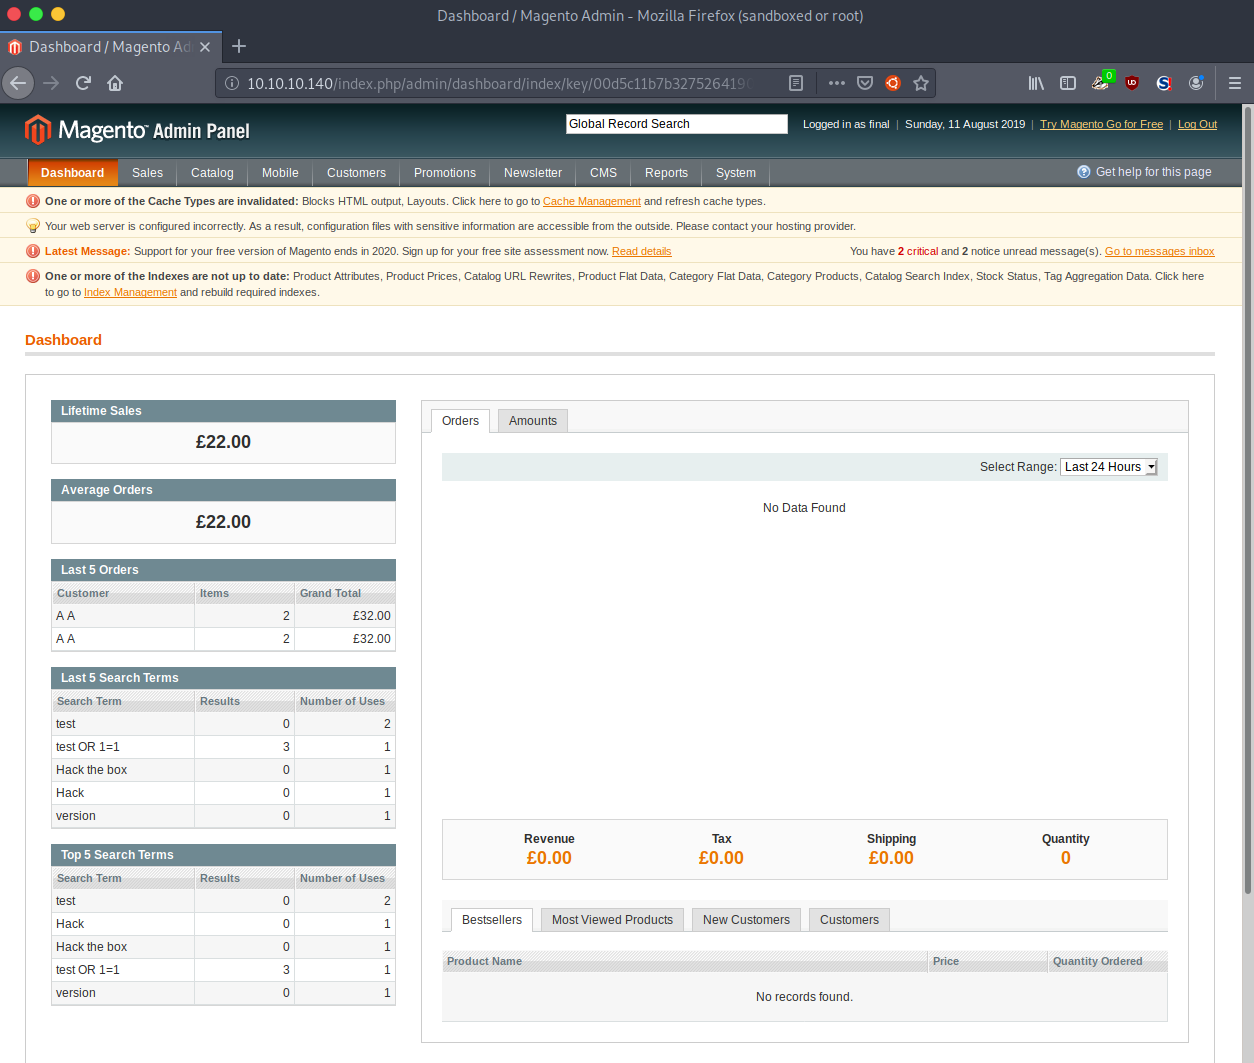 Dashboard / Magento Admin - Mozilla Firefox (sandboxed or root)
Dashboard / Magento Ad
10.10.10.140/index.php/admin/dashboard/index/key/00d5c11b7b327526419
0
Magento™ Admin Panel
Global Record Search
Logged in as final | Sunday, 11 August 2019 | Try Magento Go for Free | Log Out
Dashboard Sales Catalog Mobile Customers Promotions Newsletter CMS Reports System
Get help for this page
One or more of the Cache Types are invalidated: Blocks HTML output, Layouts. Click here to go to Cache Management and refresh cache types.
Your web server is configured incorrectly. As a result, configuration files with sensitive information are accessible from the outside. Please contact your hosting provider.
Latest Message: Support for your free version of Magento ends in 2020. Sign up for your free site assessment now. Read details
You have 2 critical and 2 notice unread message(s). Go to messages inbox
One or more of the Indexes are not up to date: Product Attributes, Product Prices, Catalog URL Rewrites, Product Flat Data, Category Flat Data, Category Products, Catalog Search Index, Stock Status, Tag Aggregation Data. Click here
to go to Index Management and rebuild required indexes.
Dashboard
Lifetime Sales
£22.00
Average Orders
£22.00
Last 5 Orders
Customer Items Grand Total
A A 2 £32.00
A A 2 £32.00
Last 5 Search Terms
Search Term Results Number of Uses
test 0 2
test OR 1=1 3 1
Hack the box 0 1
Hack 0 1
version 0 1
Top 5 Search Terms
Search Term Results Number of Uses
test 0 2
Hack 0 1
Hack the box 0 1
test OR 1=1 3 1
version 0 1
Orders Amounts
Select Range: Last 24 Hours
No Data Found
Revenue Tax Shipping Quantity
£0.00 £0.00 £0.00 0
Bestsellers Most Viewed Products New Customers Customers
Product Name Price Quantity Ordered
No records found.